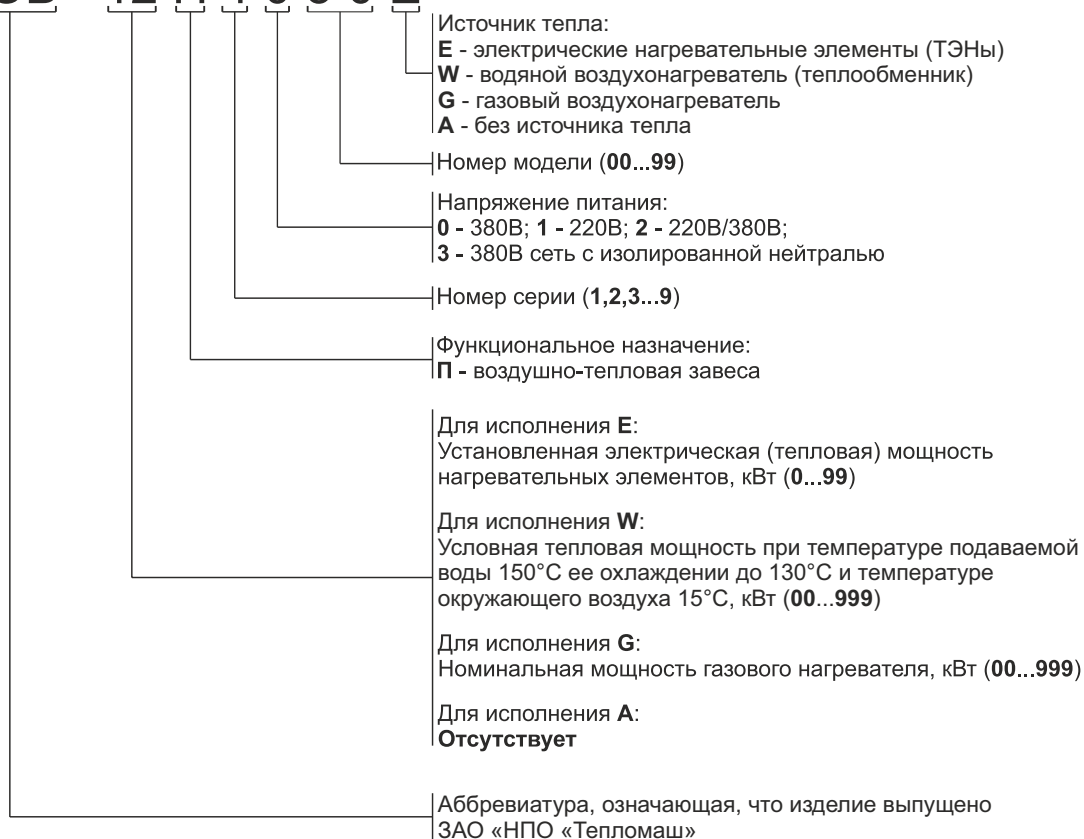 Источник тепла:
E - электрические нагревательные элементы (ТЭНы)
W - водяной воздухонагреватель (теплообменник)
G - газовый воздухонагреватель
A - без источника тепла
Номер модели (00...99)
Напряжение питания:
0 - 380В; 1 - 220В; 2 - 220В/380В;
3 - 380В сеть с изолированной нейтралью
Номер серии (1,2,3...9)
Функциональное назначение:
П - воздушно-тепловая завеса
Для исполнения E:
Установленная электрическая (тепловая) мощность
нагревательных элементов, кВт (0...99)
Для исполнения W:
Условная тепловая мощность при температуре подаваемой
воды 150°С ее охлаждении до 130°С и температуре
окружающего воздуха 15°С, кВт (00...999)
Для исполнения G:
Номинальная мощность газового нагревателя, кВт (00...999)
Для исполнения A:
Отсутствует
Аббревиатура, означающая, что изделие выпущено
ЗАО «НПО «Тепломаш»